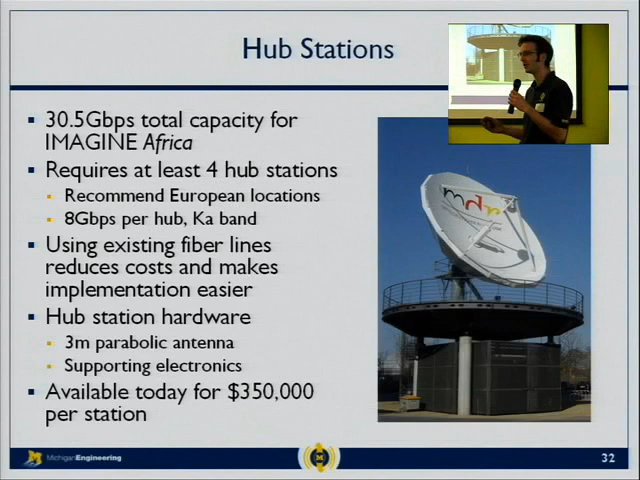 Hub Stations
30.5Gbps total capacity for
IMAGINE Africa
Requires at least 4 hub stations
Recommend European locations
8Gbps per hub, Ka band
Using existing fiber lines
reduces costs and makes
implementation easier
Hub station hardware
3m parabolic antenna
Supporting electronics
Available today for $350,000
per station
mdr
M
MichiganEngineering
M
32